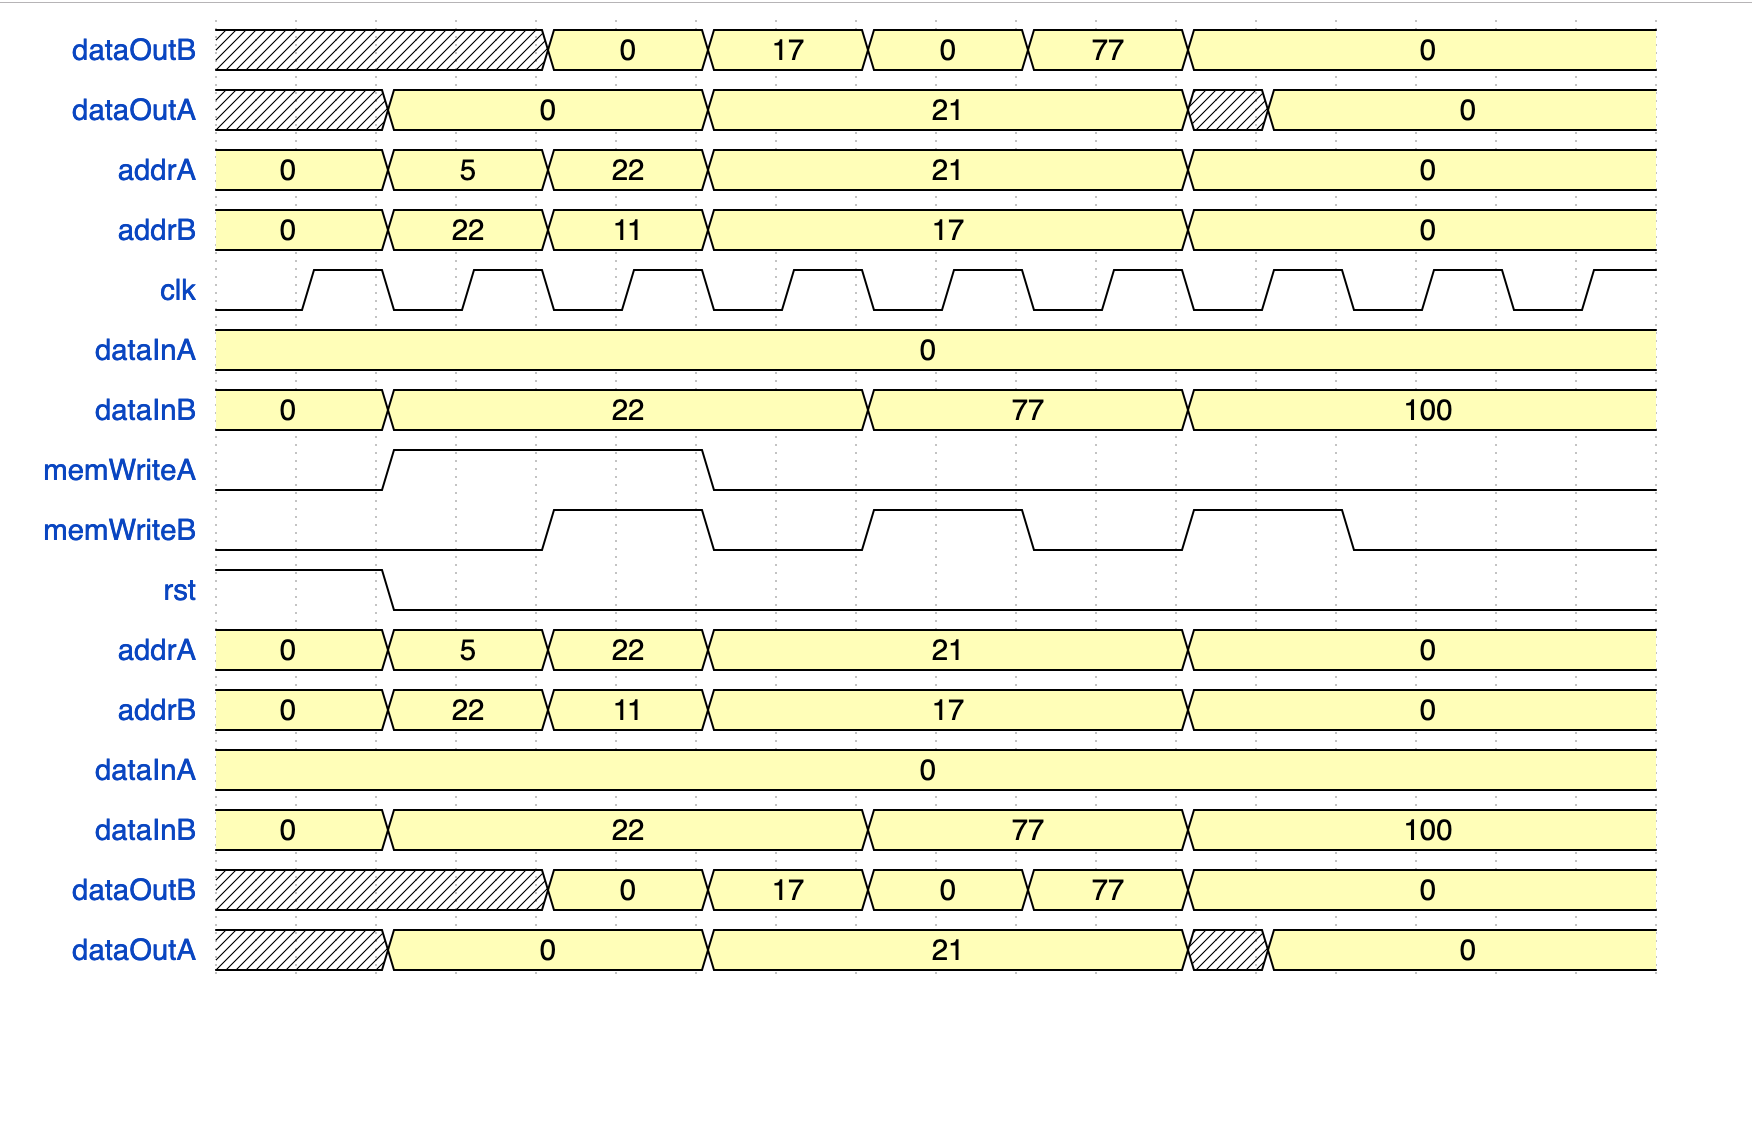 dataOutB 0 17 0 77 0
dataOutA 0 21 0
addrA 0 5 22 21 0
addrB 0 22 11 17 0
clk
dataInA 0
dataInB 0 22 77 100
memWriteA
memWriteB
rst
addrA 0 5 22 21 0
addrB 0 22 11 17 0
dataInA 0
dataInB 0 22 77 100
dataOutB 0 17 0 77 0
dataOutA 0 21 0